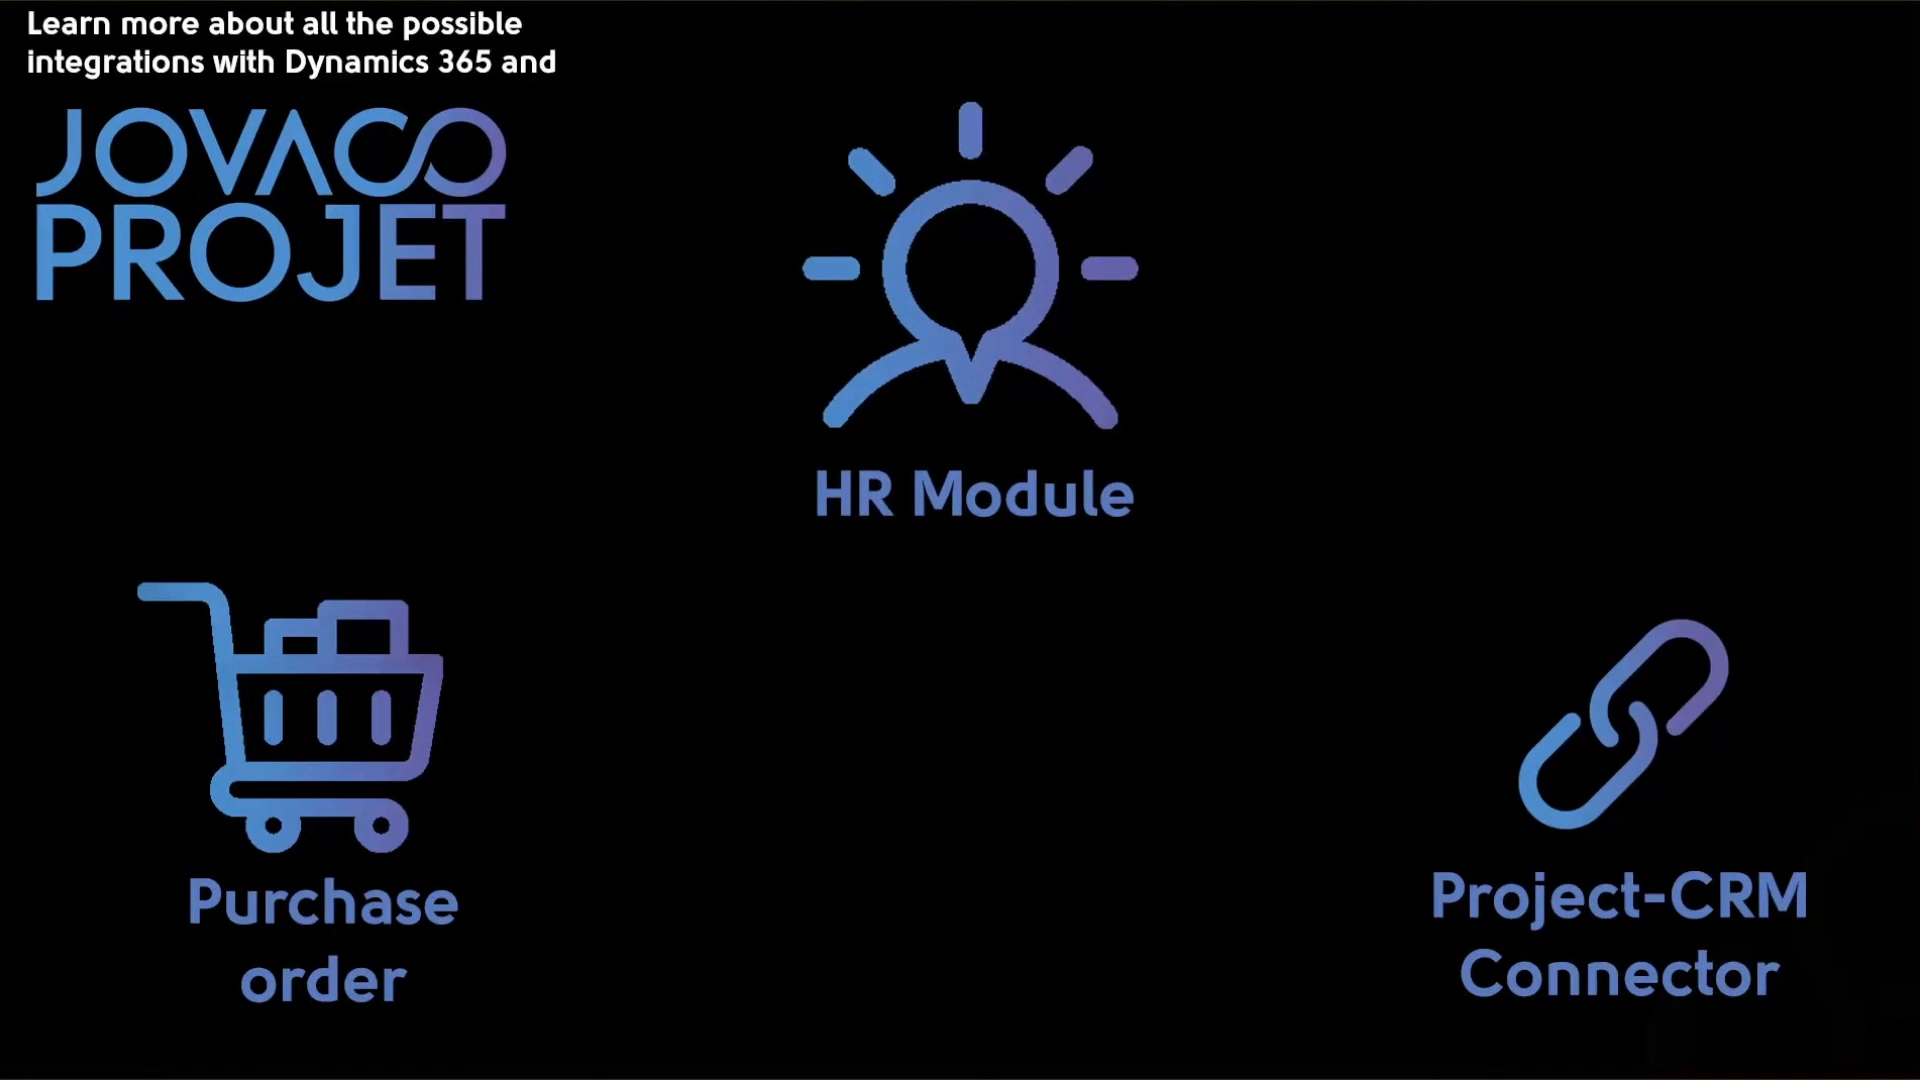 Learn more about all the possible
integrations with Dynamics 365 and
JOVACO
PROJET
HR Module
Purchase
order
Project-CRM
Connector